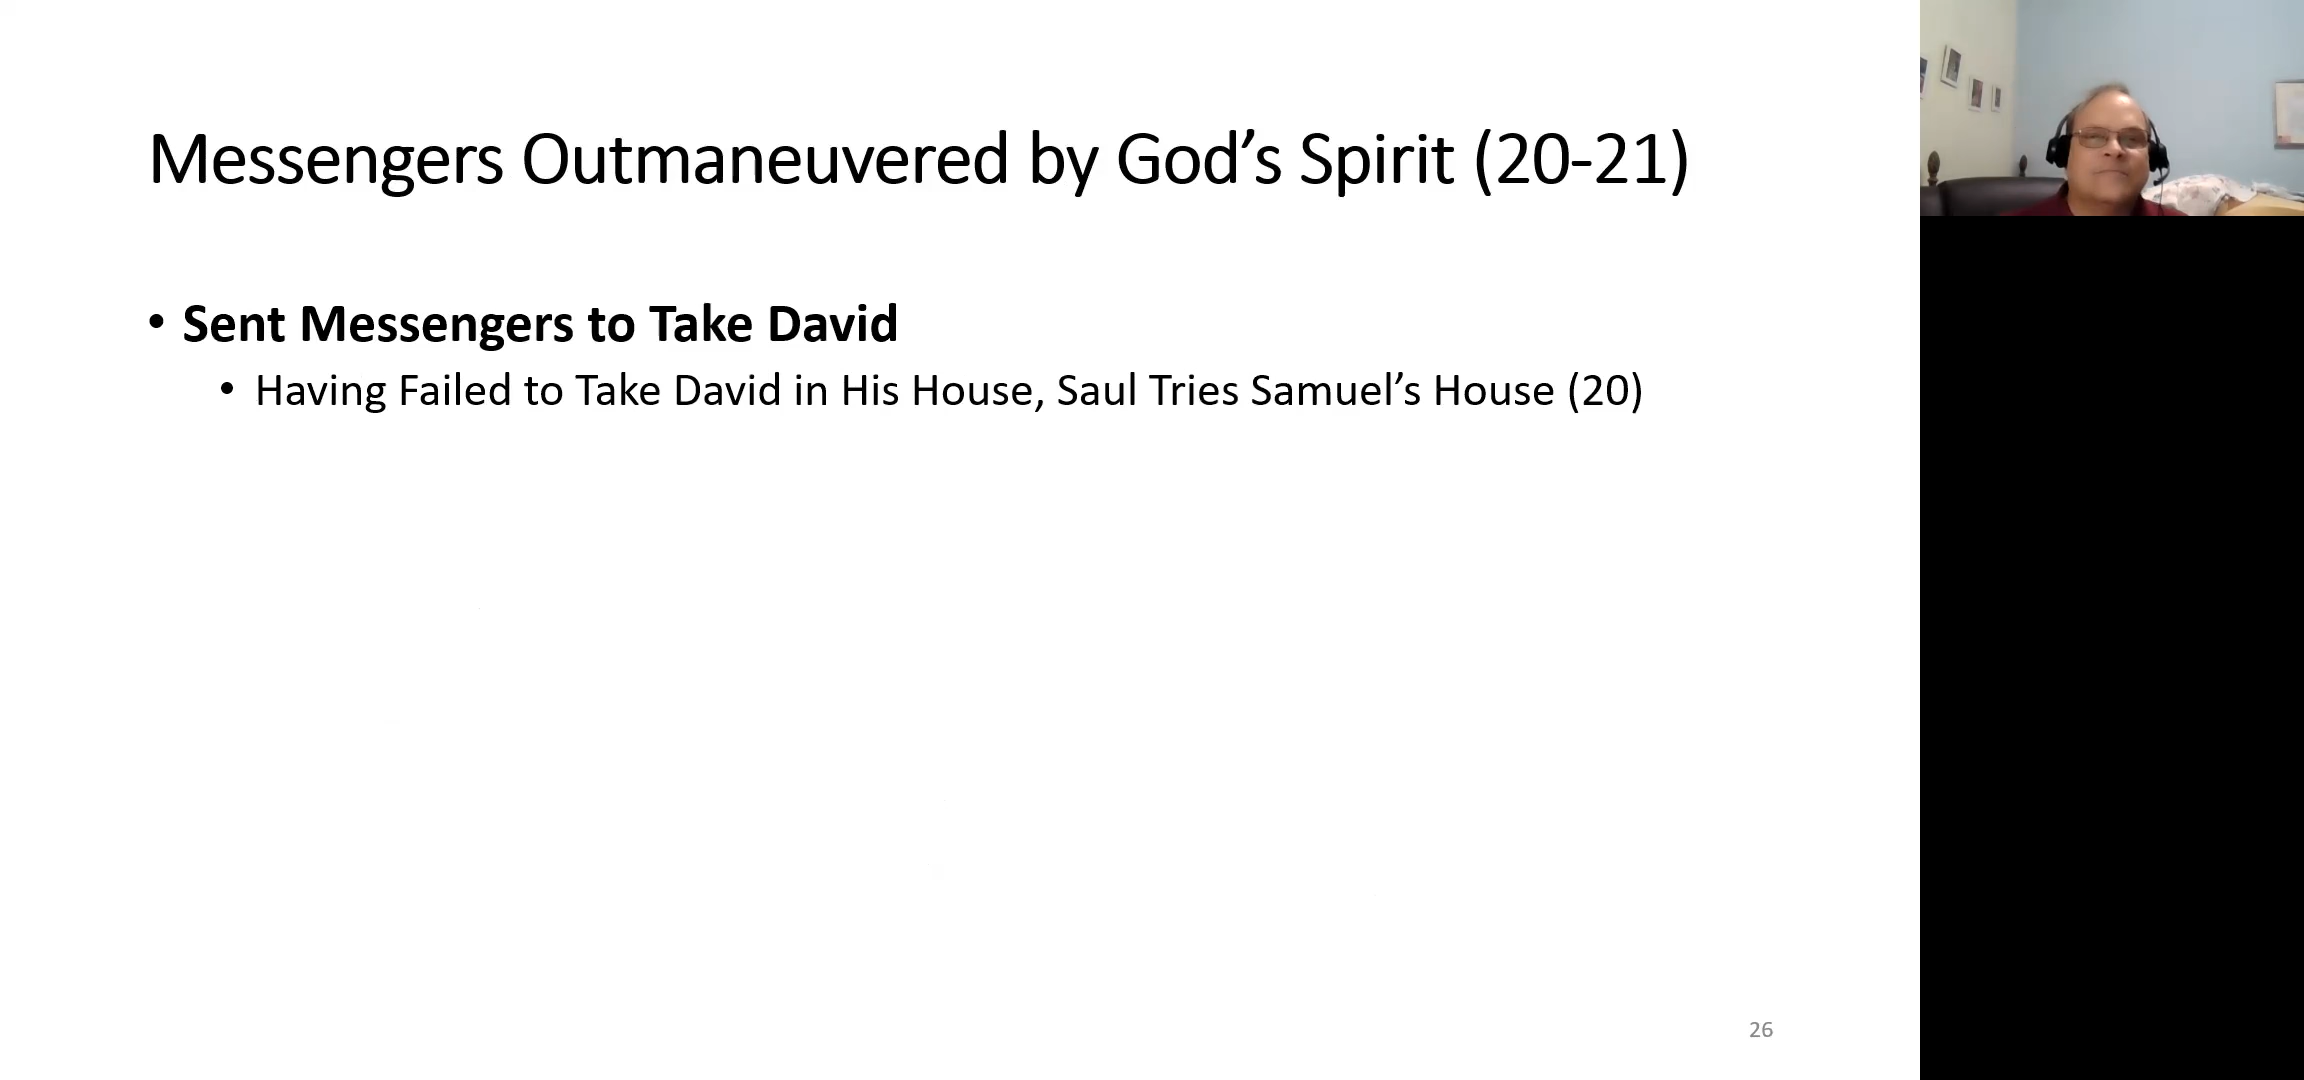 Messengers Outmaneuvered by God’s Spirit (20-21)
• Sent Messengers to Take David
• Having Failed to Take David in His House, Saul Tries Samuel’s House (20)
26